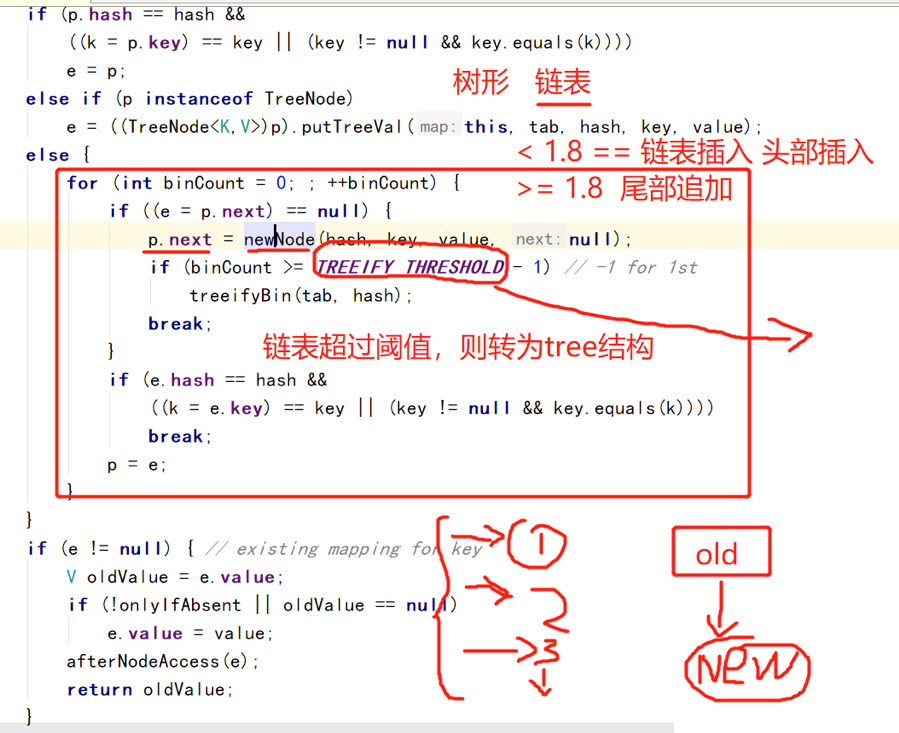 if (p.hash == hash &&
((k = p.key) == key || (key != null && key.equals(k))))
e = p;
树形 链表
else if (p instanceof TreeNode)
e = ((TreeNode<K,V>)p).putTreeVal( map: this, tab, hash, key, value);
else {
< 1.8 == 链表插入 头部插入
for (int binCount = 0; ; ++binCount) {
>= 1.8 尾部追加
if ((e = p.next) == null) {
p.next = newNode(hash, key, value, next: null);
if (binCount >= TREEIFY_THRESHOLD - 1) // -1 for 1st
treeifyBin(tab, hash);
break;
}
链表超过阈值，则转为tree结构
if (e.hash == hash &&
((k = e.key) == key || (key != null && key.equals(k))))
break;
p = e;
}
}
if (e != null) { // existing mapping for key
V oldValue = e.value;
if (!onlyIfAbsent || oldValue == null)
e.value = value;
afterNodeAccess(e);
return oldValue;
}
1
2
3
old
NEW